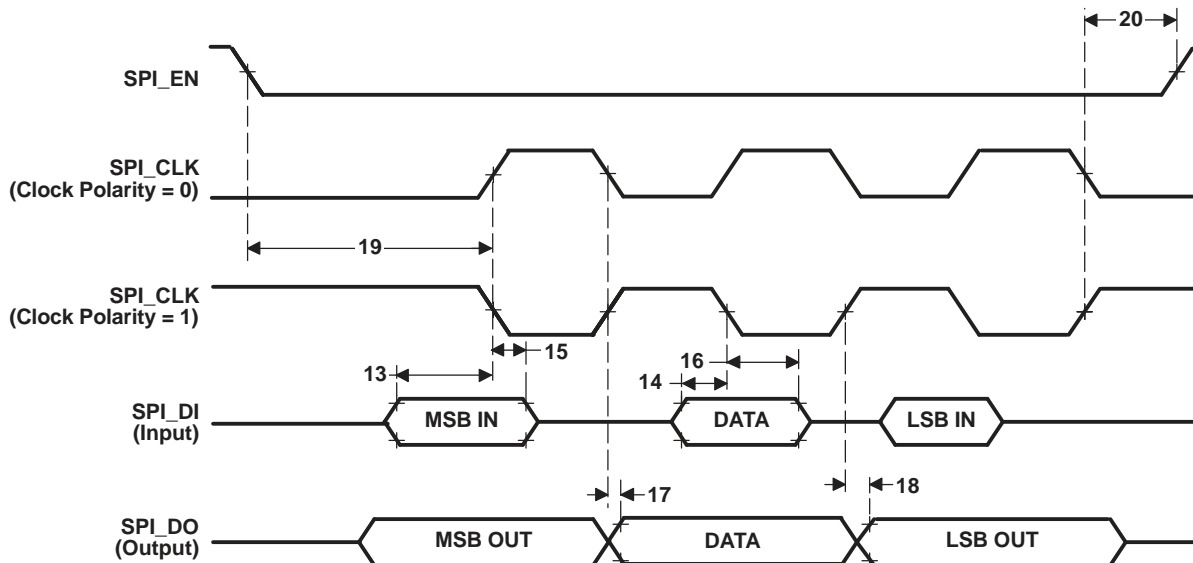 20
SPI_EN
SPI_CLK
(Clock Polarity = 0)
19
SPI_CLK
(Clock Polarity = 1)
15
16
13
14
SPI_DI
(Input)
MSB IN
DATA
LSB IN
17
18
SPI_DO
(Output)
MSB OUT
DATA
LSB OUT